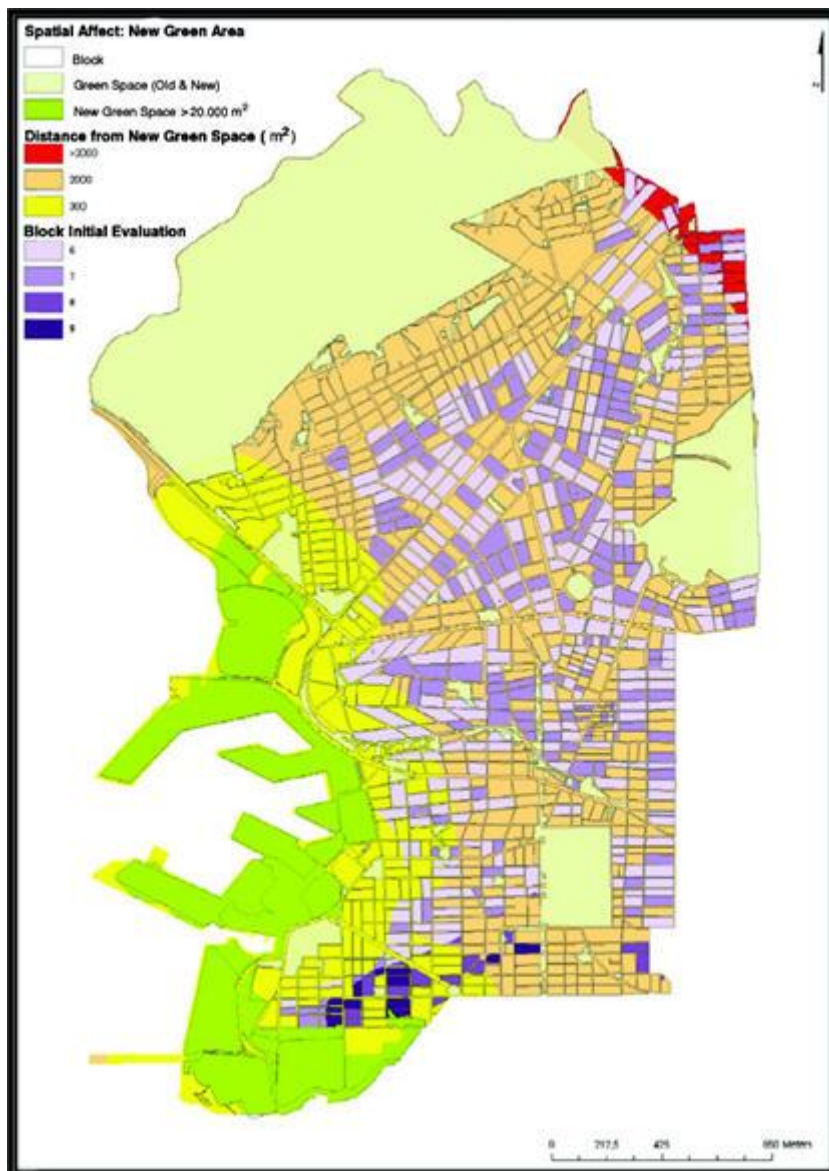 Spatial Affect: New Green Area
Block
Green Space (Old & New)
New Green Space >20.000 m²
Distance from New Green Space ( m²)
>2000
2000
300
Block Initial Evaluation
6
7
8
9
0 217,5 425 850 Meters